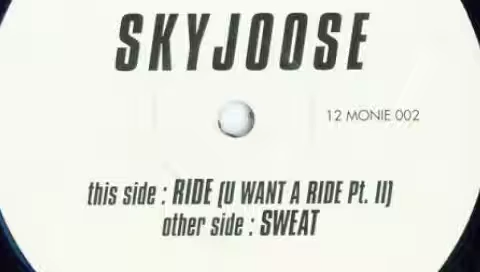 SKYJOOSE
12 MONIE 002
this side : RIDE (U WANT A RIDE Pt. II)
other side : SWEAT